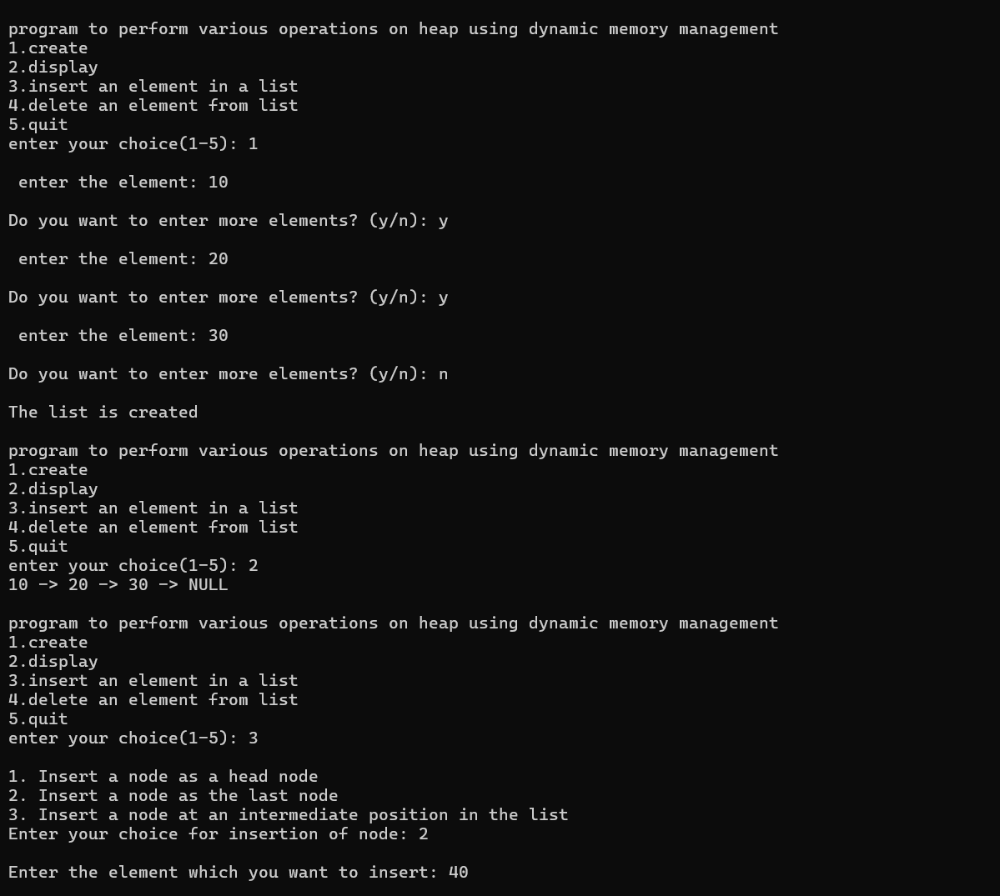 program to perform various operations on heap using dynamic memory management
1.create
2.display
3.insert an element in a list
4.delete an element from list
5.quit
enter your choice(1-5): 1
enter the element: 10
Do you want to enter more elements? (y/n): y
enter the element: 20
Do you want to enter more elements? (y/n): y
enter the element: 30
Do you want to enter more elements? (y/n): n
The list is created
program to perform various operations on heap using dynamic memory management
1.create
2.display
3.insert an element in a list
4.delete an element from list
5.quit
enter your choice(1-5): 2
10 -> 20 -> 30 -> NULL
program to perform various operations on heap using dynamic memory management
1.create
2.display
3.insert an element in a list
4.delete an element from list
5.quit
enter your choice(1-5): 3
1. Insert a node as a head node
2. Insert a node as the last node
3. Insert a node at an intermediate position in the list
Enter your choice for insertion of node: 2
Enter the element which you want to insert: 40